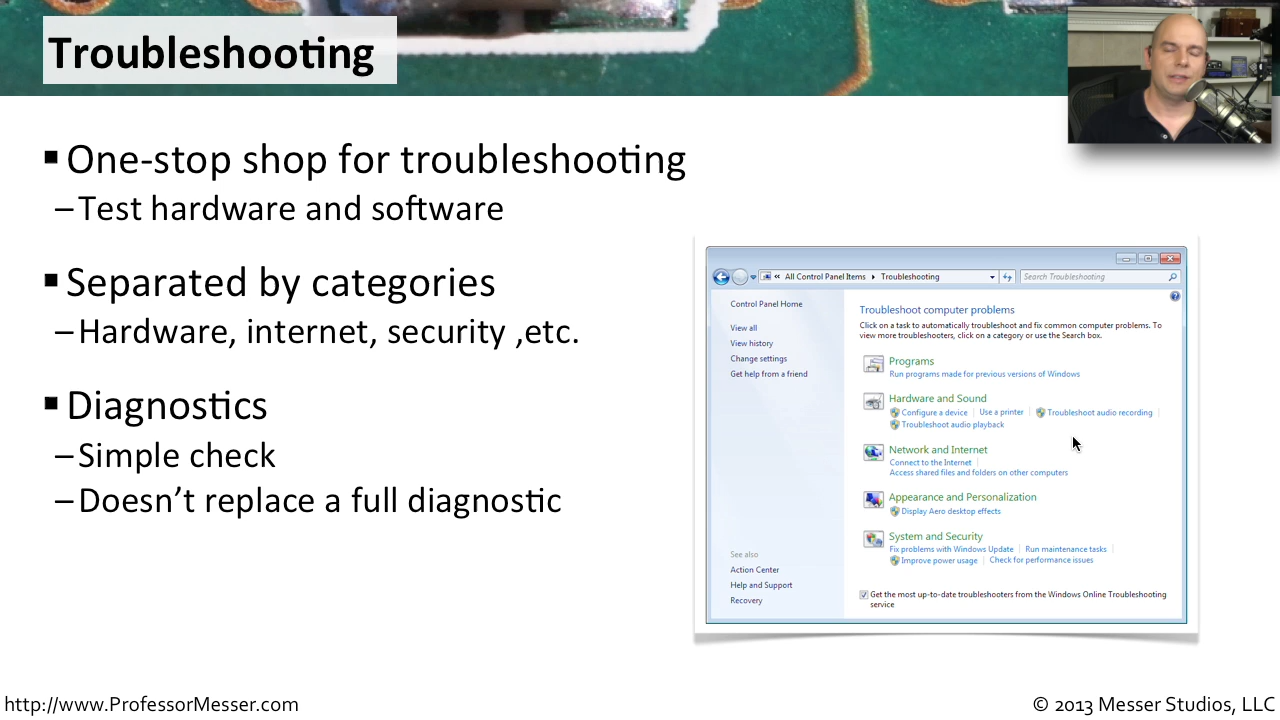 Troubleshooting
▪ One-stop shop for troubleshooting
– Test hardware and software
▪ Separated by categories
– Hardware, internet, security ,etc.
▪ Diagnostics
– Simple check
– Doesn’t replace a full diagnostic
« All Control Panel Items ▸ Troubleshooting
Search Troubleshooting
Control Panel Home
View all
View history
Change settings
Get help from a friend
See also
Action Center
Help and Support
Recovery
Troubleshoot computer problems
Click on a task to automatically troubleshoot and fix common computer problems. To
view more troubleshooters, click on a category or use the Search box.
Programs
Run programs made for previous versions of Windows
Hardware and Sound
Configure a device | Use a printer | Troubleshoot audio recording |
Troubleshoot audio playback
Network and Internet
Connect to the Internet |
Access shared files and folders on other computers
Appearance and Personalization
Display Aero desktop effects
System and Security
Fix problems with Windows Update | Run maintenance tasks |
Improve power usage | Check for performance issues
Get the most up-to-date troubleshooters from the Windows Online Troubleshooting
service
http://www.ProfessorMesser.com
© 2013 Messer Studios, LLC